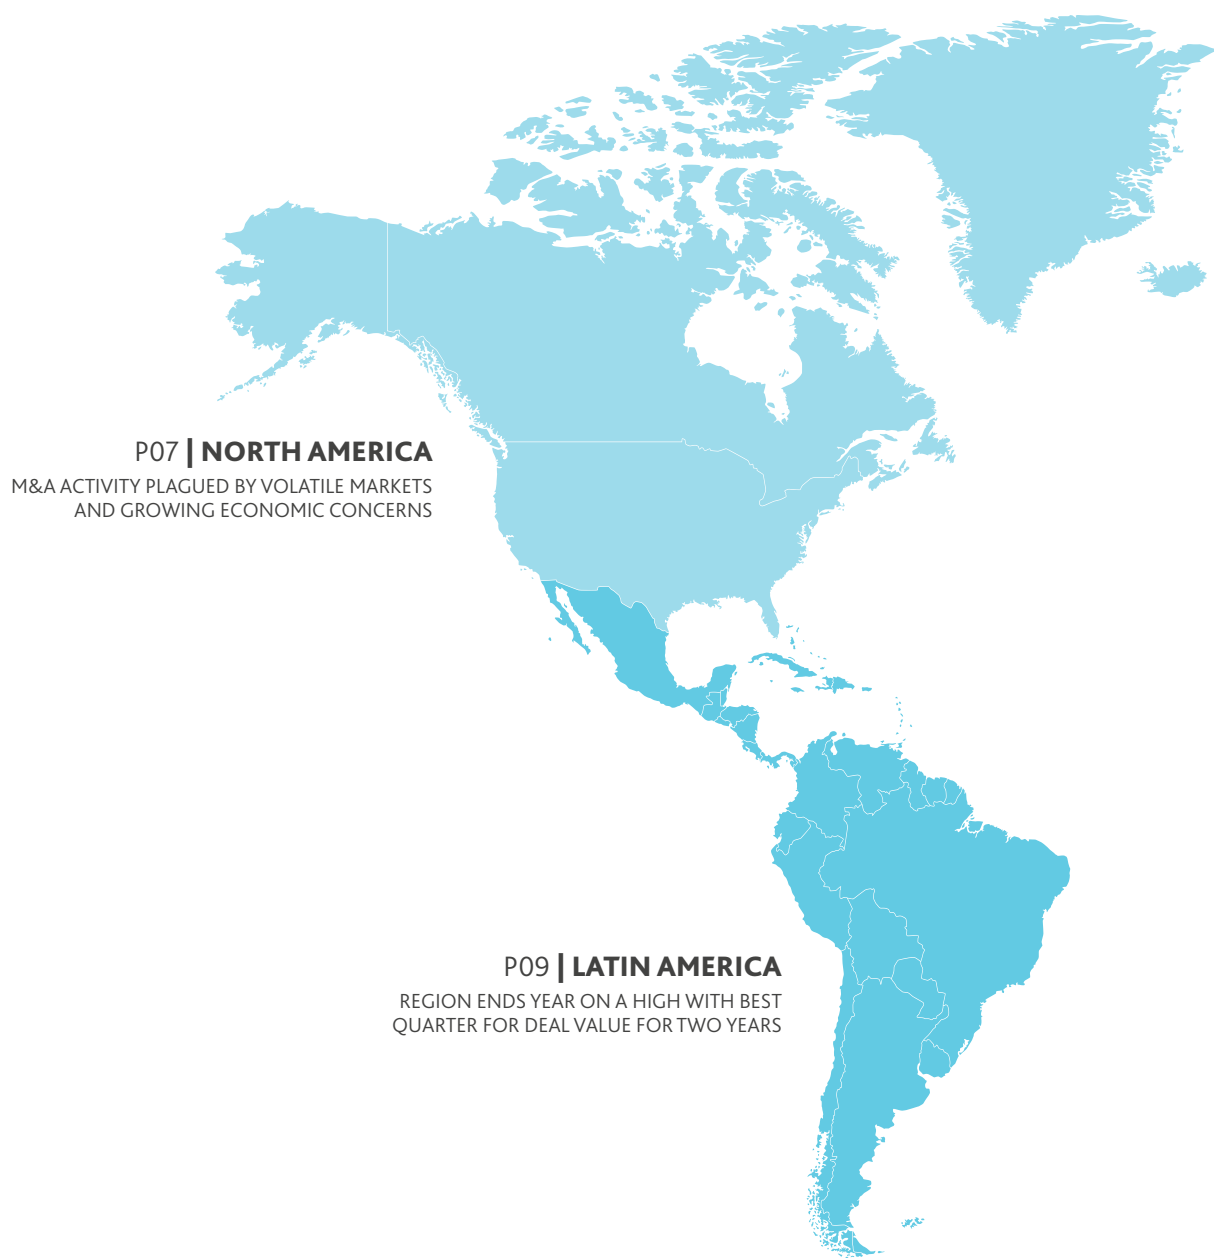 P07 | NORTH AMERICA
M&A ACTIVITY PLAGUED BY VOLATILE MARKETS
AND GROWING ECONOMIC CONCERNS
P09 | LATIN AMERICA
REGION ENDS YEAR ON A HIGH WITH BEST
QUARTER FOR DEAL VALUE FOR TWO YEARS